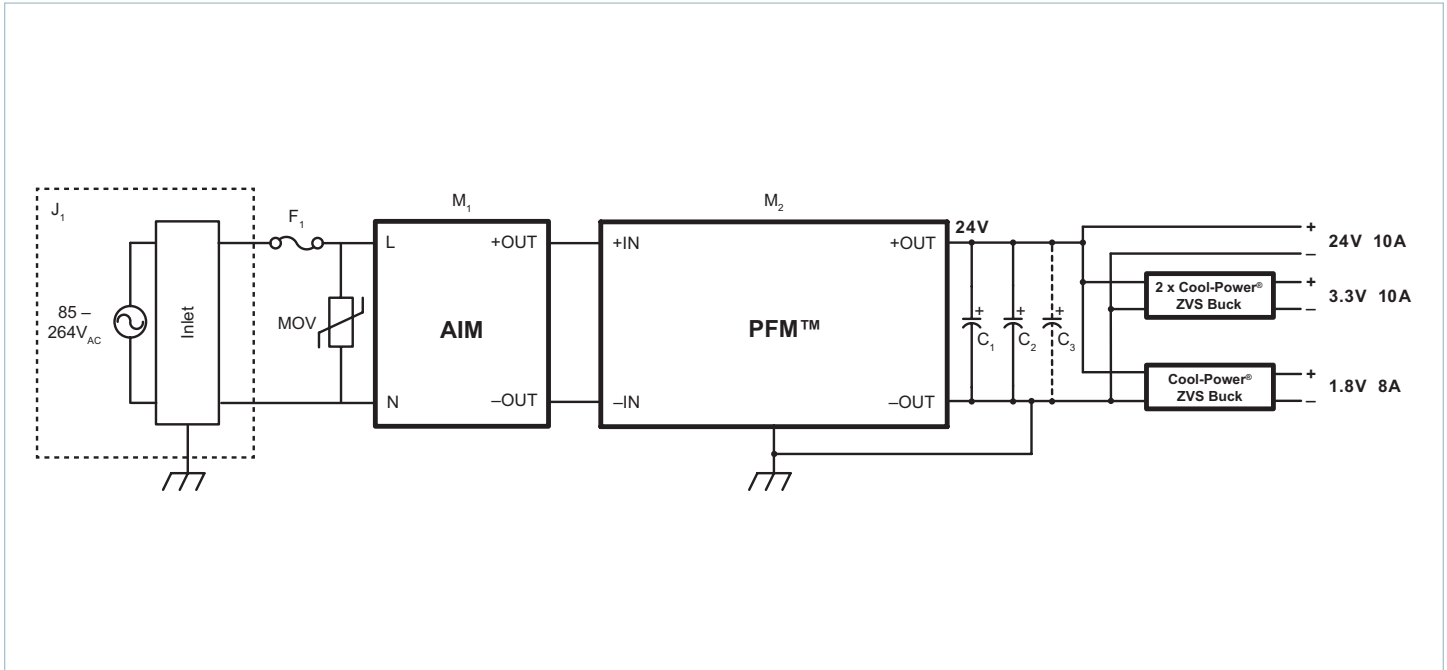 J₁
85 –
264V_AC
Inlet
F₁
MOV
M₁
L
+OUT
AIM
N
–OUT
M₂
+IN
+OUT
PFM™
–IN
–OUT
24V
+
C₁
+
C₂
+
C₃
+
24V 10A
–
2 x Cool-Power®
ZVS Buck
+
3.3V 10A
–
Cool-Power®
ZVS Buck
+
1.8V 8A
–